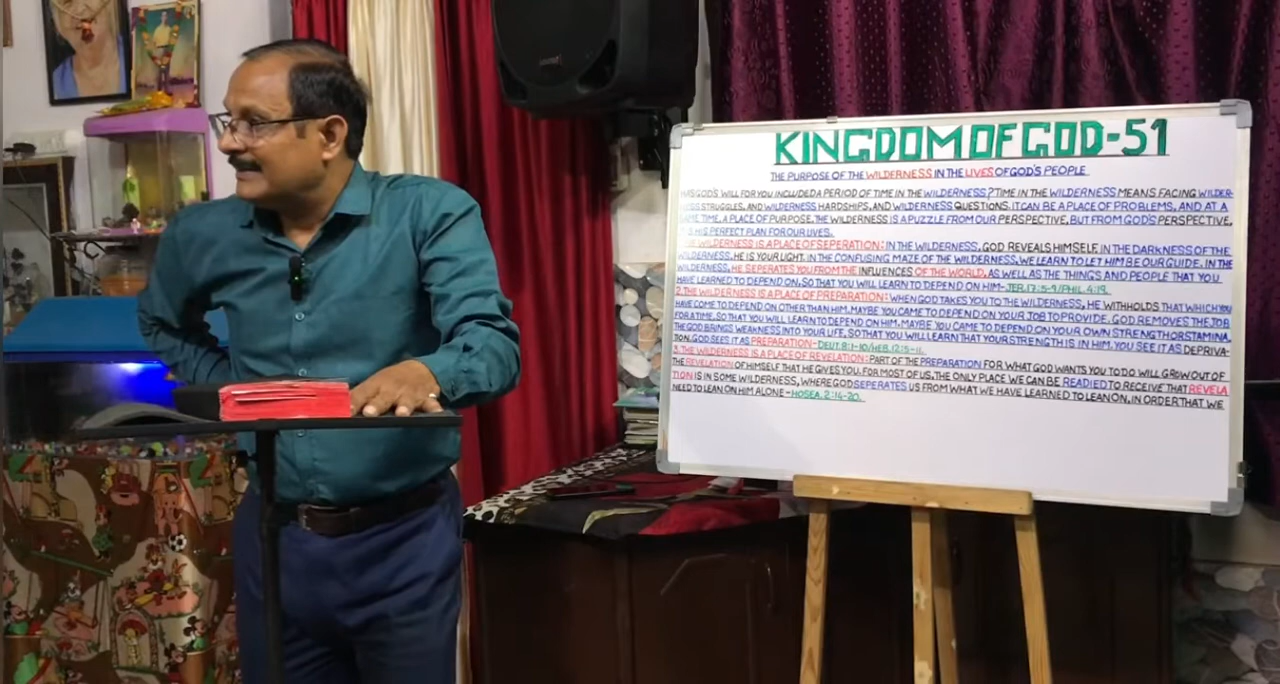 KINGDOM OF GOD-51
THE PURPOSE OF THE WILDERNESS IN THE LIVES OF GOD'S PEOPLE
HAS GOD'S WILL FOR YOU INCLUDED A PERIOD OF TIME IN THE WILDERNESS? TIME IN THE WILDERNESS MEANS FACING WILDER-
NESS STRUGGLES, AND WILDERNESS HARDSHIPS, AND WILDERNESS QUESTIONS. IT CAN BE A PLACE OF PROBLEMS, AND AT A
SAME TIME, A PLACE OF PURPOSE. THE WILDERNESS IS A PUZZLE FROM OUR PERSPECTIVE, BUT FROM GOD'S PERSPECTIVE,
IS HIS PERFECT PLAN FOR OUR LIVES.
THE WILDERNESS IS A PLACE OF SEPERATION: IN THE WILDERNESS, GOD REVEALS HIMSELF IN THE DARKNESS OF THE
WILDERNESS. HE IS YOUR LIGHT. IN THE CONFUSING MAZE OF THE WILDERNESS, WE LEARN TO LET HIM BE OUR GUIDE. IN THE
WILDERNESS, HE SEPERATES YOU FROM THE INFLUENCES OF THE WORLD, AS WELL AS THE THINGS AND PEOPLE THAT YOU
HAVE LEARNED TO DEPEND ON, SO THAT YOU WILL LEARN TO DEPEND ON HIM- JER.17:5-9/PHIL.4:19.
2. THE WILDERNESS IS A PLACE OF PREPARATION: WHEN GOD TAKES YOU TO THE WILDERNESS, HE WITHHOLDS THAT WHICH YOU
HAVE COME TO DEPEND ON OTHER THAN HIM. MAYBE YOU CAME TO DEPEND ON YOUR JOB TO PROVIDE. GOD REMOVES THE JOB
FOR A TIME, SO THAT YOU WILL LEARN TO DEPEND ON HIM. MAYBE YOU CAME TO DEPEND ON YOUR OWN STRENGTH OR STAMINA.
THE GOD BRINGS WEAKNESS INTO YOUR LIFE, SO THAT YOU WILL LEARN THAT YOUR STRENGTH IS IN HIM. YOU SEE IT AS DEPRIVA-
TION. GOD SEES IT AS PREPARATION- DEUT.8:1-10/HEB.12:5-11.
3. THE WILDERNESS IS A PLACE OF REVELATION: PART OF THE PREPARATION FOR WHAT GOD WANTS YOU TO DO WILL GROW OUT OF
THE REVELATION OF HIMSELF THAT HE GIVES YOU. FOR MOST OF US, THE ONLY PLACE WE CAN BE READIED TO RECEIVE THAT REVELA
TION IS IN SOME WILDERNESS, WHERE GOD SEPERATES US FROM WHAT WE HAVE LEARNED TO LEAN ON, IN ORDER THAT WE
NEED TO LEAN ON HIM ALONE- HOSEA.2:14-20.